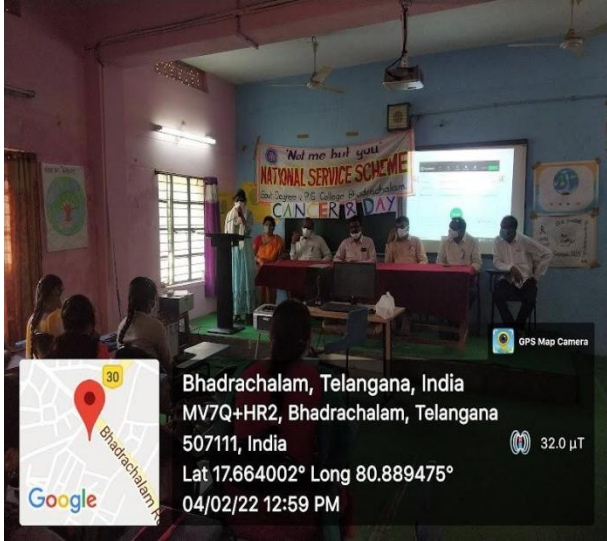 'Not me but you'
NATIONAL SERVICE SCHEME
Govt Degree & P.G. College Bhadrachalam
CANCER DAY
GPS Map Camera
30
Bhadrachalam
Google
Bhadrachalam, Telangana, India
MV7Q+HR2, Bhadrachalam, Telangana
507111, India
Lat 17.664002° Long 80.889475°
04/02/22 12:59 PM
32.0 µT